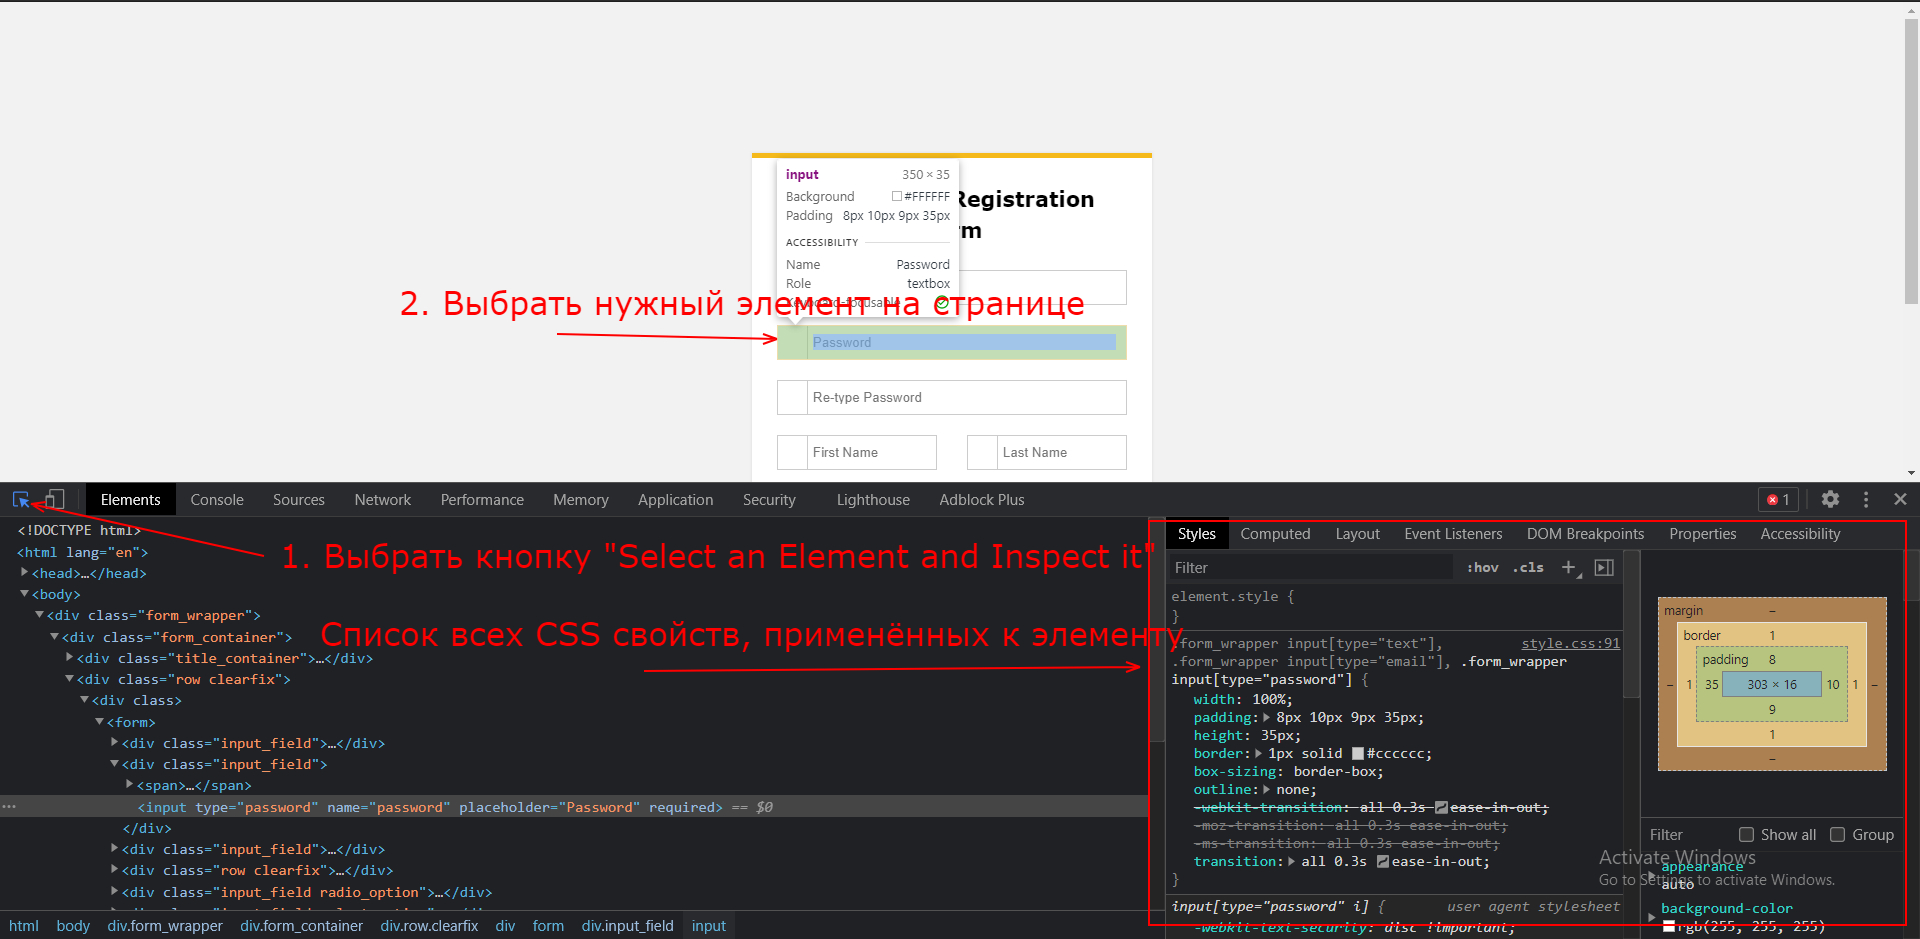 input 350 × 35
Background #FFFFFF
Padding 8px 10px 9px 35px
ACCESSIBILITY
Name Password
Role textbox
Keyboard-focusable
Registration
rm
2. Выбрать нужный элемент на странице
Password
Re-type Password
First Name
Last Name
Elements Console Sources Network Performance Memory Application Security Lighthouse Adblock Plus 1
<!DOCTYPE html>
<html lang="en">
<head>…</head>
<body>
<div class="form_wrapper">
<div class="form_container">
<div class="title_container">…</div>
<div class="row clearfix">
<div class>
<form>
<div class="input_field">…</div>
<div class="input_field">
<span>…</span>
<input type="password" name="password" placeholder="Password" required> == $0
</div>
<div class="input_field">…</div>
<div class="row clearfix">…</div>
<div class="input_field radio_option">…</div>
html body div.form_wrapper div.form_container div.row.clearfix div form div.input_field input
1. Выбрать кнопку "Select an Element and Inspect it"
Список всех CSS свойств, применённых к элементу
Styles Computed Layout Event Listeners DOM Breakpoints Properties Accessibility
Filter :hov .cls
element.style {
}
.form_wrapper input[type="text"], style.css:91
.form_wrapper input[type="email"], .form_wrapper
input[type="password"] {
width: 100%;
padding: 8px 10px 9px 35px;
height: 35px;
border: 1px solid #cccccc;
box-sizing: border-box;
outline: none;
-webkit-transition: all 0.3s ease-in-out;
-moz-transition: all 0.3s ease-in-out;
-ms-transition: all 0.3s ease-in-out;
transition: all 0.3s ease-in-out;
}
input[type="password" i] { user agent stylesheet
-webkit-text-security: disc !important;
margin –
border 1
padding 8
– 1 35 303 × 16 10 1 –
9
1
–
Filter Show all Group
Activate Windows
Go to Settings to activate Windows.
appearance
auto
background-color
rgb(255, 255, 255)